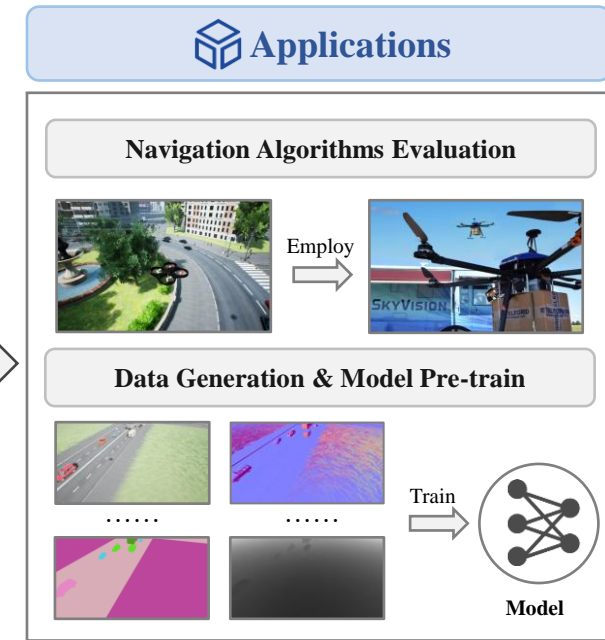 Applications
Navigation Algorithms Evaluation
Employ
SKYVISION
Data Generation & Model Pre-train
......
......
Train
Model